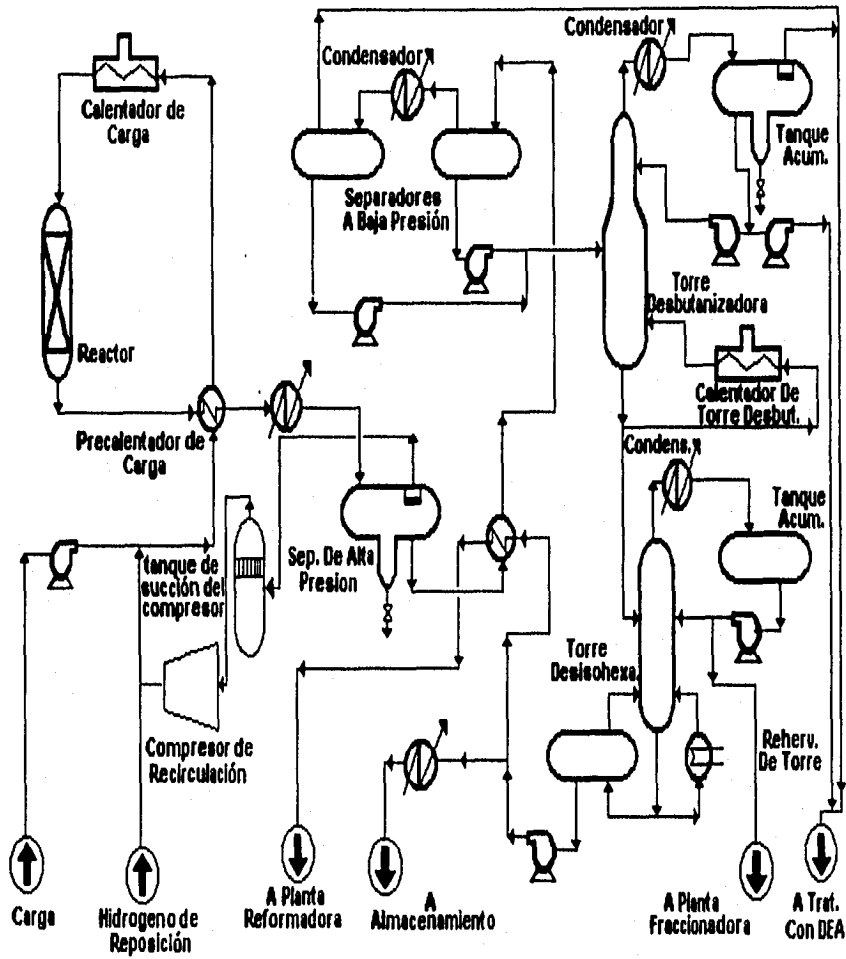 Condensador
Condensador
Calentador de
Carga
Tanque
Acum.
Separadores
A Baja Presión
Torre
Desbutanizadora
Reactor
Calentador De
Torre Desbut.
Precalentador de
Carga
Condens.
Tanque
Acum.
tanque de
succión del
compresor
Sep. De Alta
Presion
Torre
Desisohexa.
Compresor de
Recirculación
Reherv.
De Torre
Carga
Hidrogeno de
Reposición
A Planta
Reformadora
A
Almacenamiento
A Planta
Fraccionadora
A Trat.
Con DEA